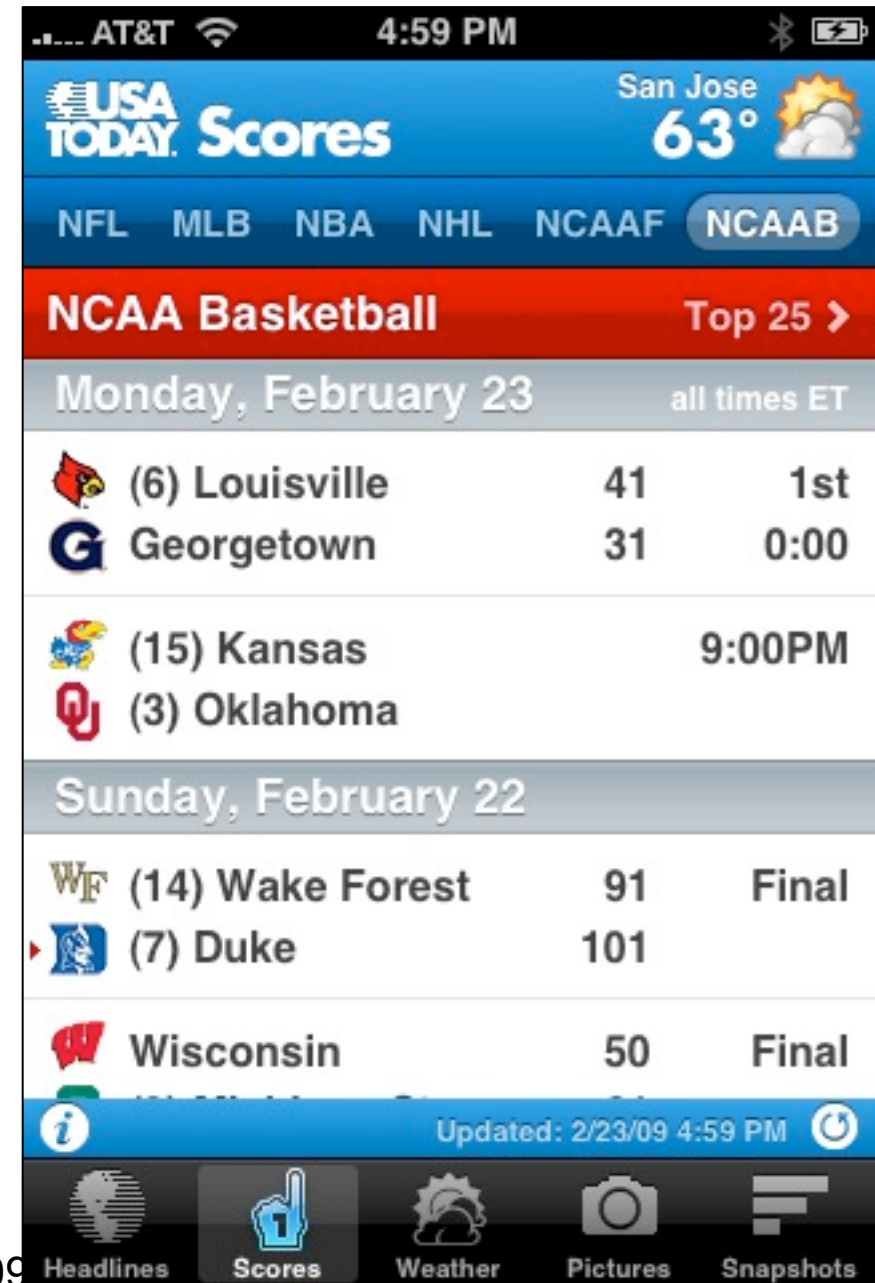 AT&T 4:59 PM
USA TODAY. Scores San Jose 63°
NFL MLB NBA NHL NCAAF NCAAB
NCAA Basketball Top 25
Monday, February 23 all times ET
(6) Louisville 41 1st
Georgetown 31 0:00
(15) Kansas 9:00PM
(3) Oklahoma
Sunday, February 22
WF (14) Wake Forest 91 Final
(7) Duke 101
W Wisconsin 50 Final
i Updated: 2/23/09 4:59 PM
Headlines Scores Weather Pictures Snapshots